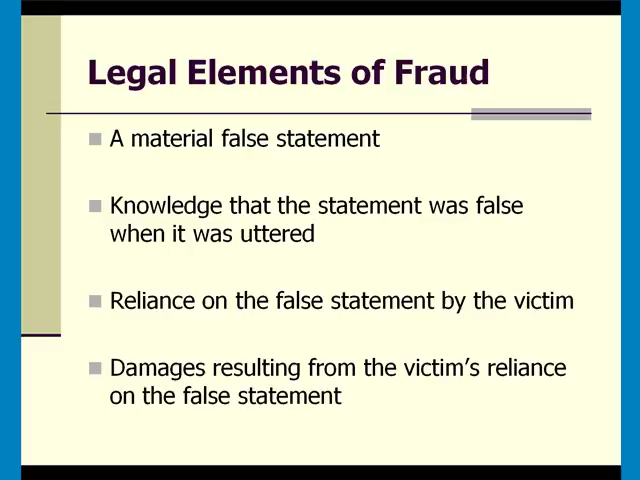 Legal Elements of Fraud
A material false statement
Knowledge that the statement was false
when it was uttered
Reliance on the false statement by the victim
Damages resulting from the victim's reliance
on the false statement